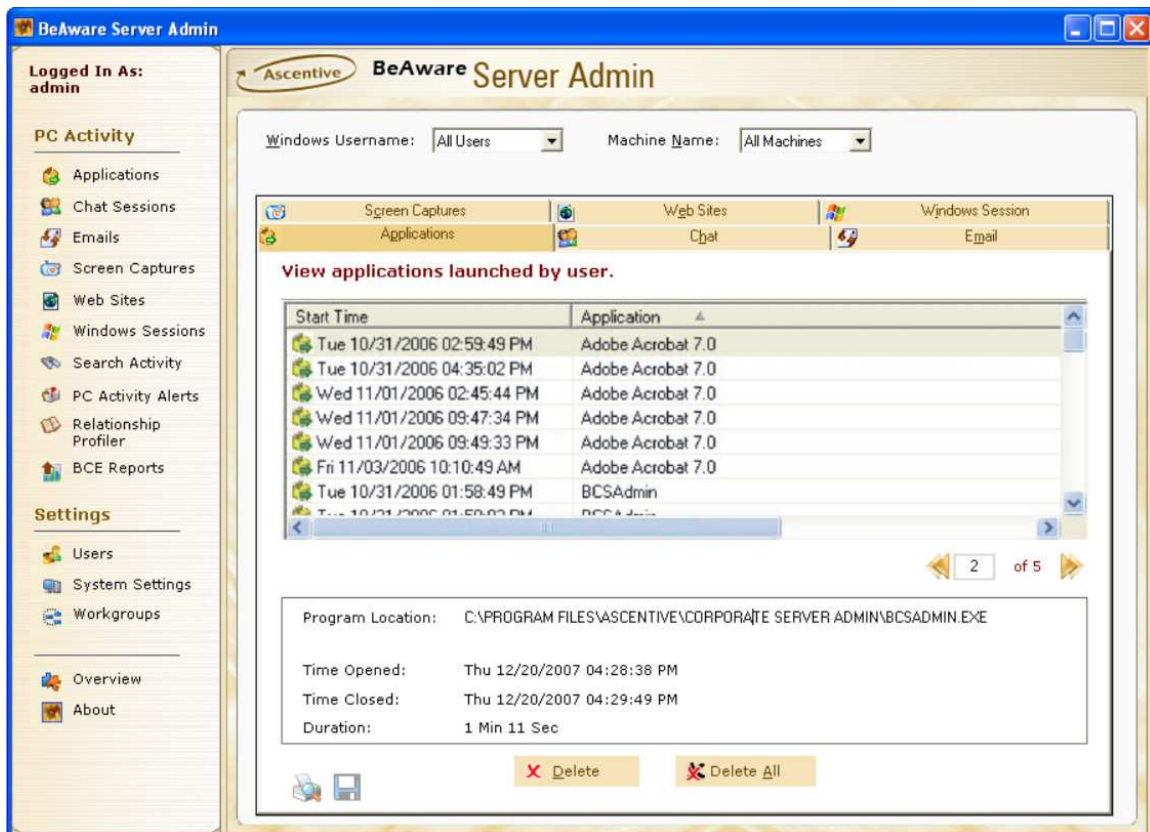 BeAware Server Admin
Logged In As:
admin
PC Activity
Applications
Chat Sessions
Emails
Screen Captures
Web Sites
Windows Sessions
Search Activity
PC Activity Alerts
Relationship
Profiler
BCE Reports
Settings
Users
System Settings
Workgroups
Overview
About
Ascentive BeAware Server Admin
Windows Username: All Users Machine Name: All Machines
Screen Captures Web Sites Windows Session
Applications Chat Email
View applications launched by user.
Start Time Application
Tue 10/31/2006 02:59:49 PM Adobe Acrobat 7.0
Tue 10/31/2006 04:35:02 PM Adobe Acrobat 7.0
Wed 11/01/2006 02:45:44 PM Adobe Acrobat 7.0
Wed 11/01/2006 09:47:34 PM Adobe Acrobat 7.0
Wed 11/01/2006 09:49:33 PM Adobe Acrobat 7.0
Fri 11/03/2006 10:10:49 AM Adobe Acrobat 7.0
Tue 10/31/2006 01:58:49 PM BCSAdmin
2 of 5
Program Location: C:\PROGRAM FILES\ASCENTIVE\CORPORATE SERVER ADMIN\BCSADMIN.EXE
Time Opened: Thu 12/20/2007 04:28:38 PM
Time Closed: Thu 12/20/2007 04:29:49 PM
Duration: 1 Min 11 Sec
Delete Delete All